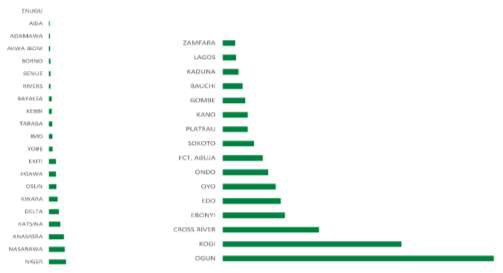 ENUGU
ABIA
ADAMAWA
AKWA IBOM
BORNO
BENUE
RIVERS
BAYALSA
KEBBI
TARABA
IMO
YOBE
EKITI
JIGAWA
OSUN
KWARA
DELTA
KATSINA
ANAMBRA
NASARAWA
NIGER
ZAMFARA
LAGOS
KADUNA
BAUCHI
GOMBE
KANO
PLATEAU
SOKOTO
FCT, ABUJA
ONDO
OYO
EDO
EBONYI
CROSS RIVER
KOGI
OGUN